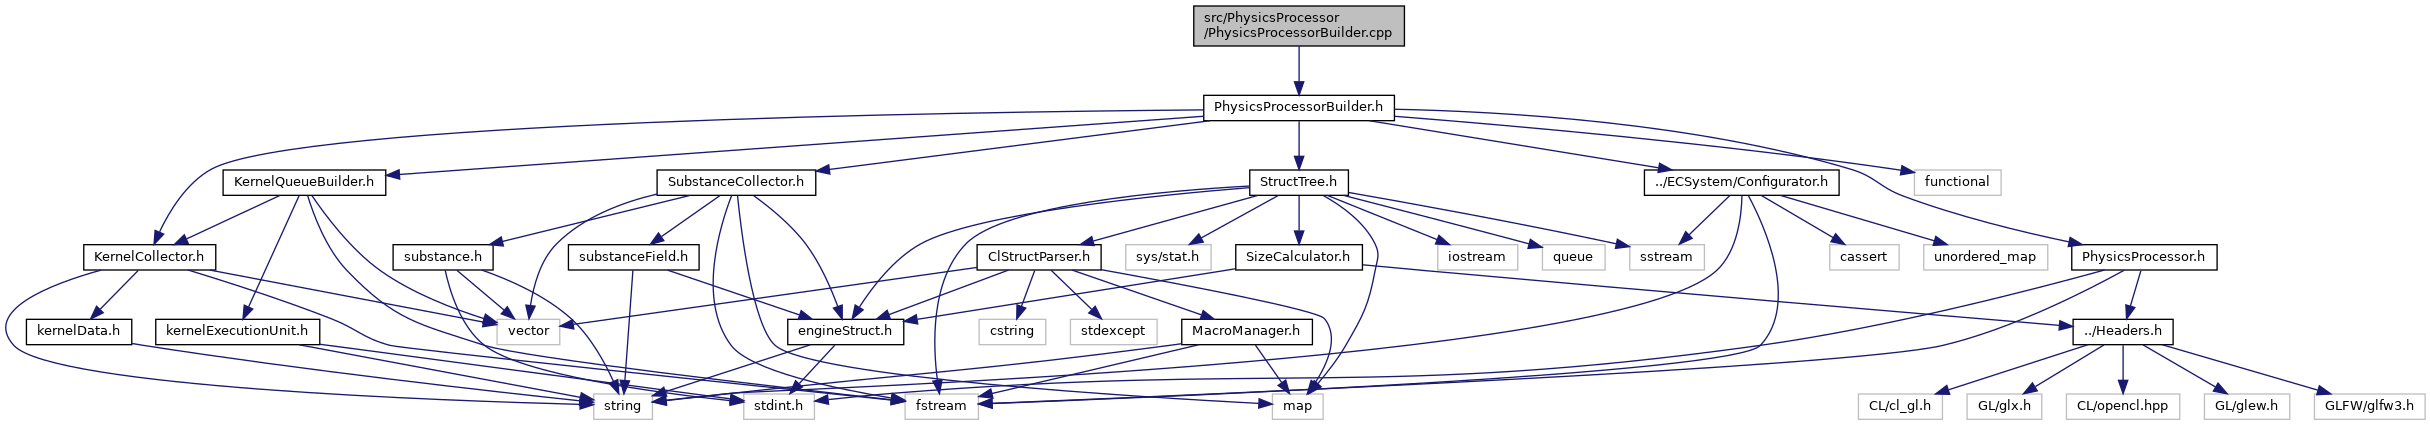 src/PhysicsProcessor
/PhysicsProcessorBuilder.cpp
PhysicsProcessorBuilder.h
KernelQueueBuilder.h
SubstanceCollector.h
StructTree.h
../ECSystem/Configurator.h
functional
KernelCollector.h
substance.h
substanceField.h
ClStructParser.h
sys/stat.h
SizeCalculator.h
iostream
queue
sstream
cassert
unordered_map
PhysicsProcessor.h
kernelData.h
kernelExecutionUnit.h
vector
engineStruct.h
cstring
stdexcept
MacroManager.h
../Headers.h
string
stdint.h
fstream
map
CL/cl_gl.h
GL/glx.h
CL/opencl.hpp
GL/glew.h
GLFW/glfw3.h